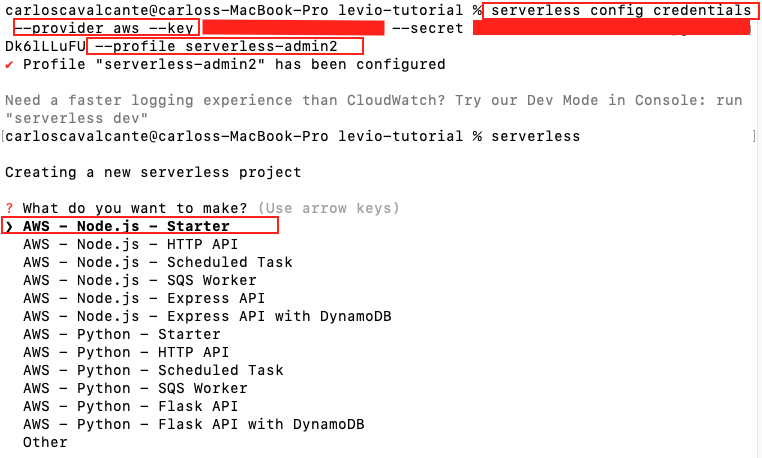 carloscavalcante@carloss-MacBook-Pro levio-tutorial % serverless config credentials
--provider aws --key --secret
Dk6lLLuFU --profile serverless-admin2
✔ Profile "serverless-admin2" has been configured
Need a faster logging experience than CloudWatch? Try our Dev Mode in Console: run
"serverless dev"
[carloscavalcante@carloss-MacBook-Pro levio-tutorial % serverless ]
Creating a new serverless project
? What do you want to make? (Use arrow keys)
❯ AWS - Node.js - Starter
AWS - Node.js - HTTP API
AWS - Node.js - Scheduled Task
AWS - Node.js - SQS Worker
AWS - Node.js - Express API
AWS - Node.js - Express API with DynamoDB
AWS - Python - Starter
AWS - Python - HTTP API
AWS - Python - Scheduled Task
AWS - Python - SQS Worker
AWS - Python - Flask API
AWS - Python - Flask API with DynamoDB
Other